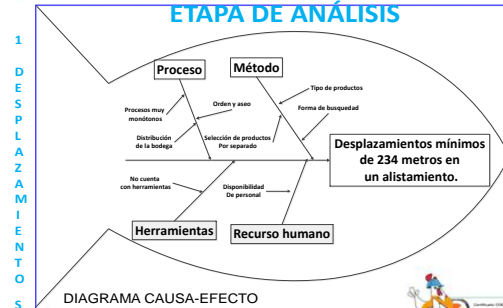 ETAPA DE ANÁLISIS
1
D
E
S
P
L
A
Z
A
M
I
E
N
T
O
S
Proceso
Método
Procesos muy
monótonos
Orden y aseo
Distribución
de la bodega
Selección de productos
Por separado
Tipo de productos
Forma de busquedad
Desplazamientos mínimos
de 234 metros en
un alistamiento.
No cuenta
con herramientas
Disponibilidad
De personal
Herramientas
Recurso humano
DIAGRAMA CAUSA-EFECTO